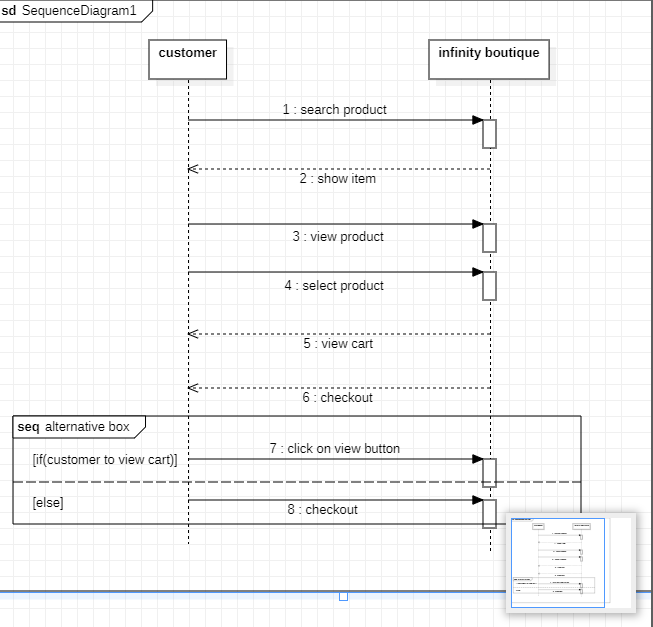 sd SequenceDiagram1
customer
infinity boutique
1 : search product
2 : show item
3 : view product
4 : select product
5 : view cart
6 : checkout
seq alternative box
7 : click on view button
[if(customer to view cart)]
[else]
8 : checkout